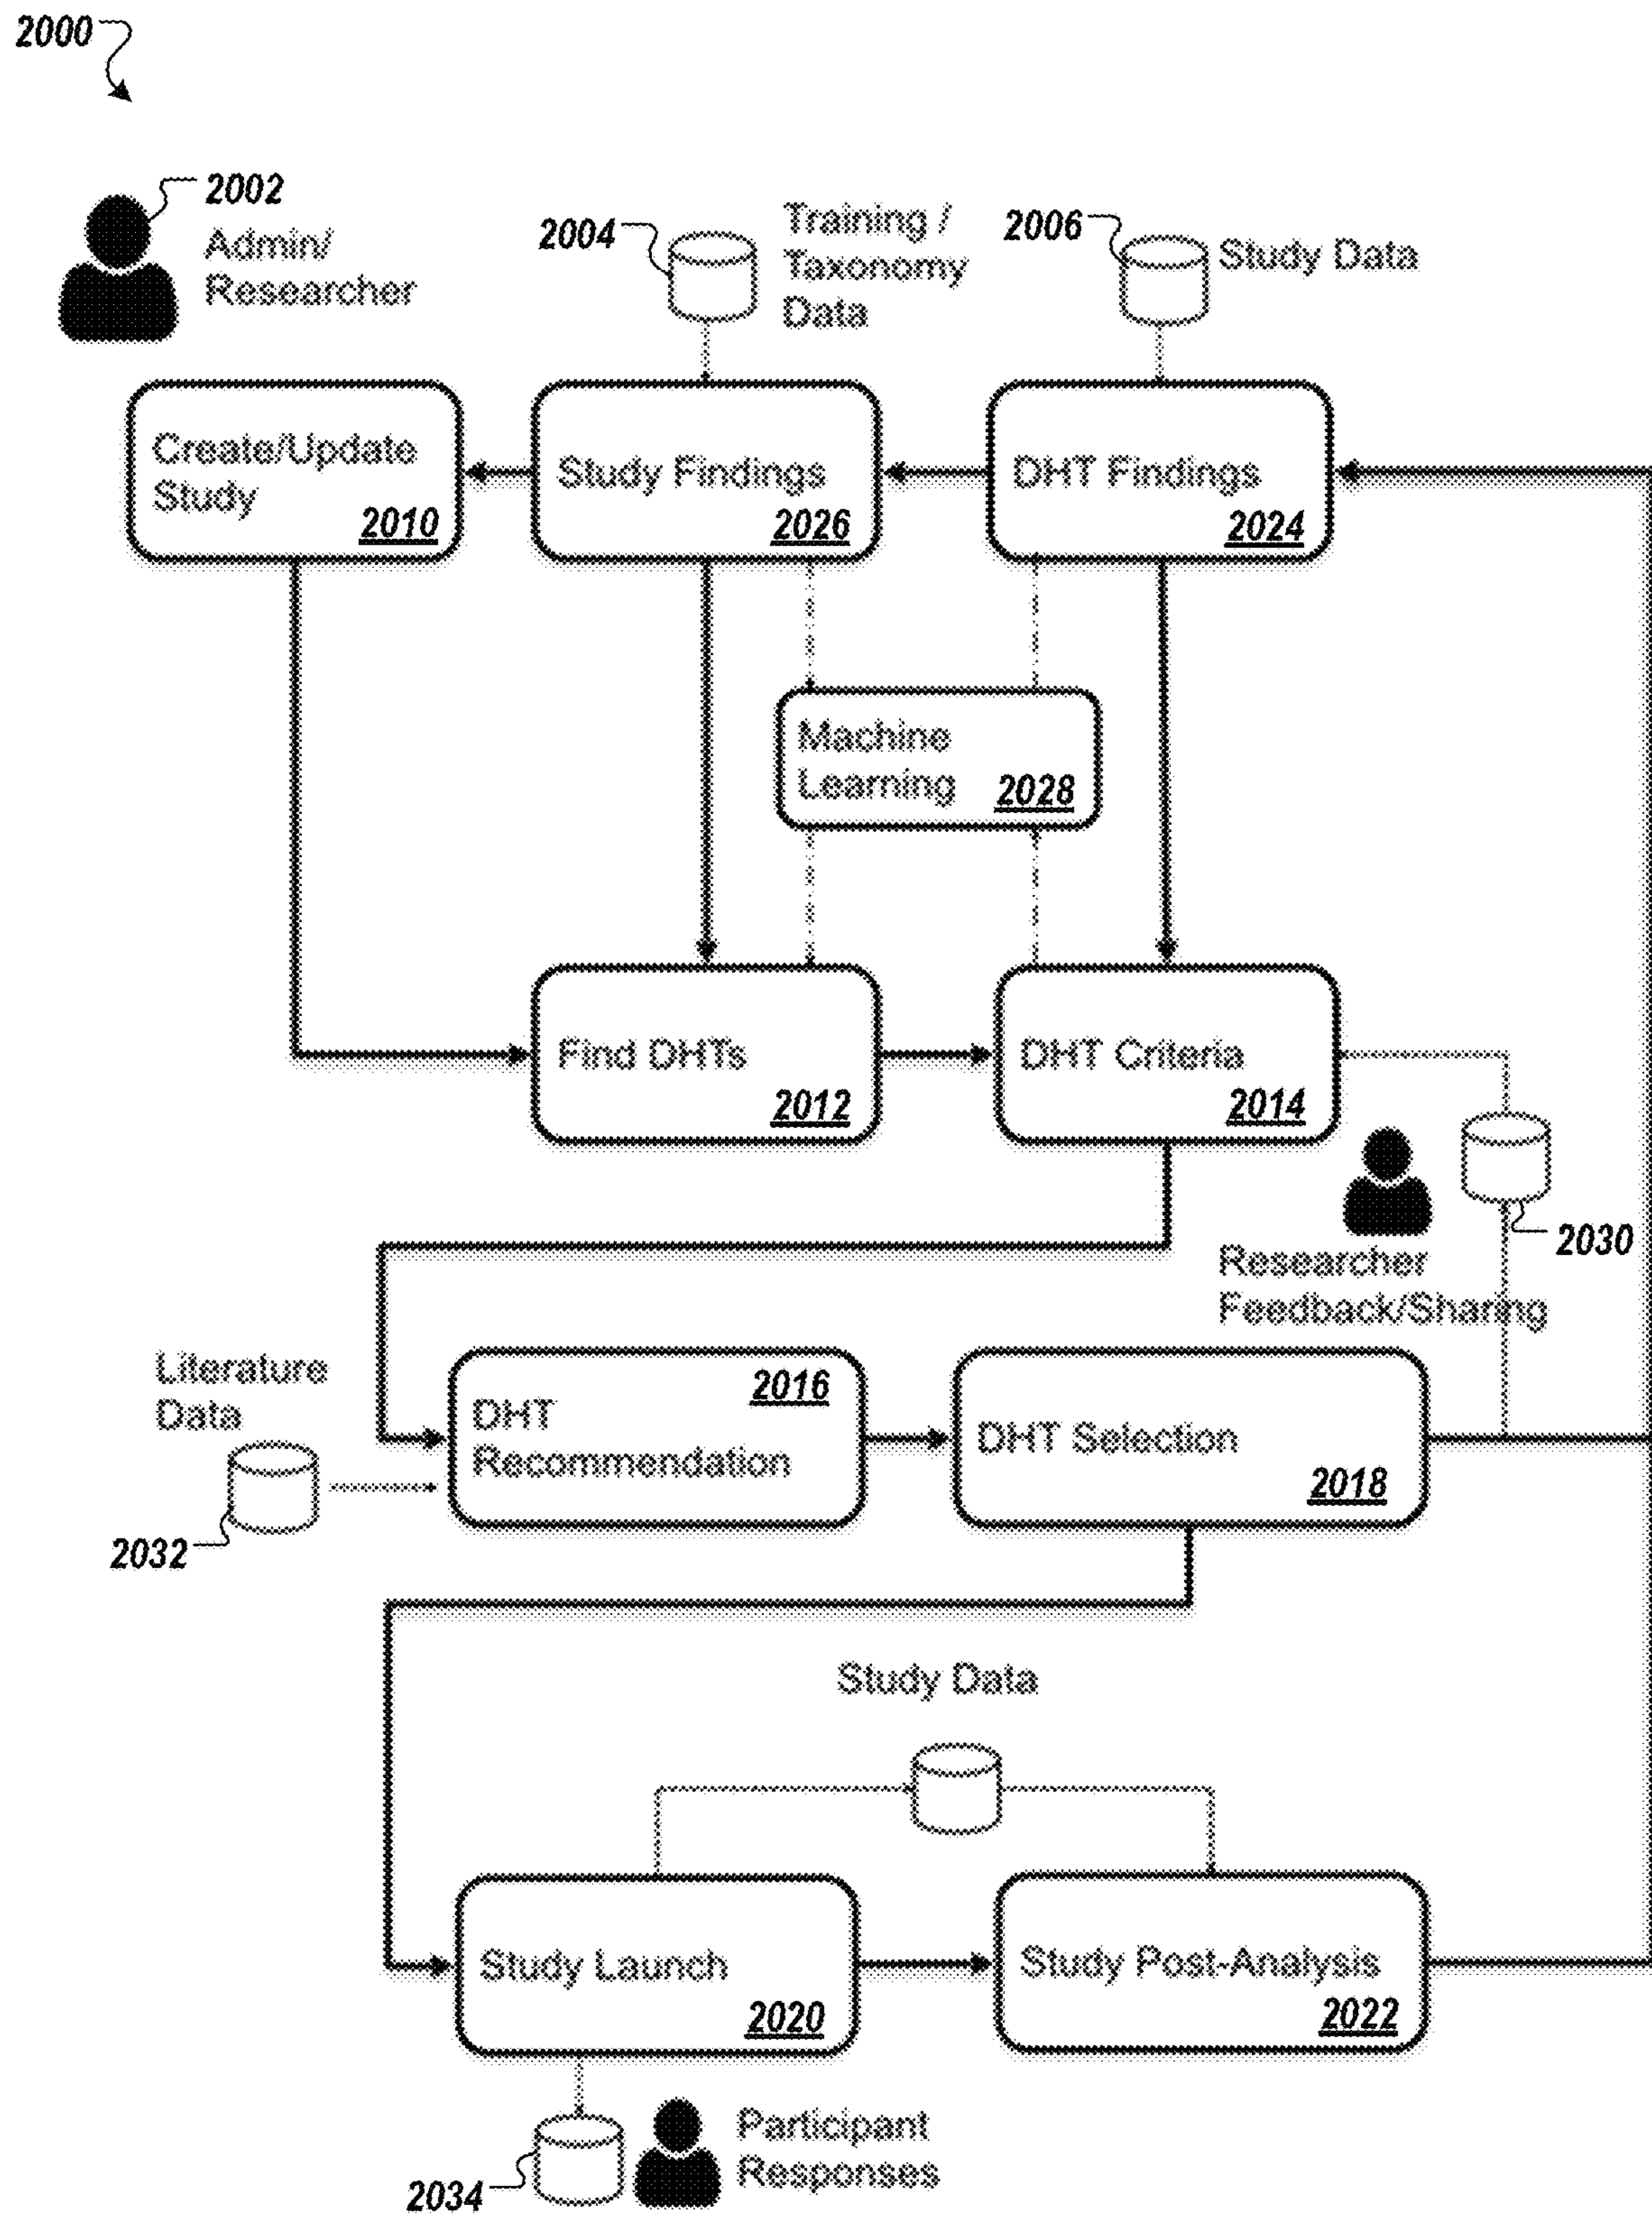 2000
2002
Admin/
Researcher
2004
Training /
Taxonomy
Data
2006
Study Data
Create/Update
Study
2010
Study Findings
2026
DHT Findings
2024
Machine
Learning
2028
Find DHTs
2012
DHT Criteria
2014
2030
Researcher
Feedback/Sharing
Literature
Data
2032
2016
DHT
Recommendation
DHT Selection
2018
Study Data
Study Launch
2020
Study Post-Analysis
2022
2034
Participant
Responses